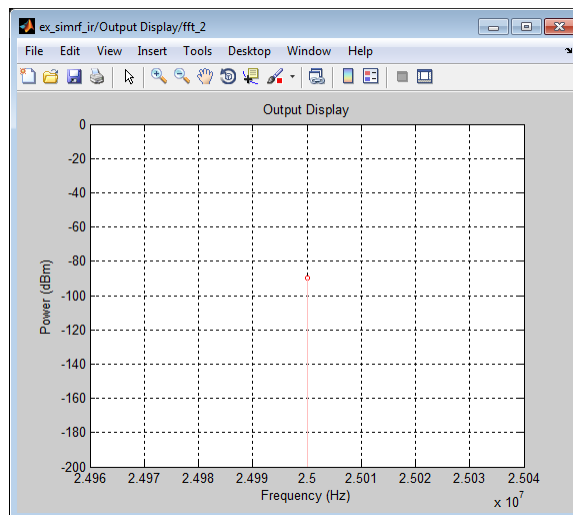 ex_simrf_ir/Output Display/fft_2
File Edit View Insert Tools Desktop Window Help
Output Display
0
-20
-40
-60
-80
-100
-120
-140
-160
-180
-200
Power (dBm)
2.496 2.497 2.498 2.499 2.5 2.501 2.502 2.503 2.504
Frequency (Hz)
x 10^7